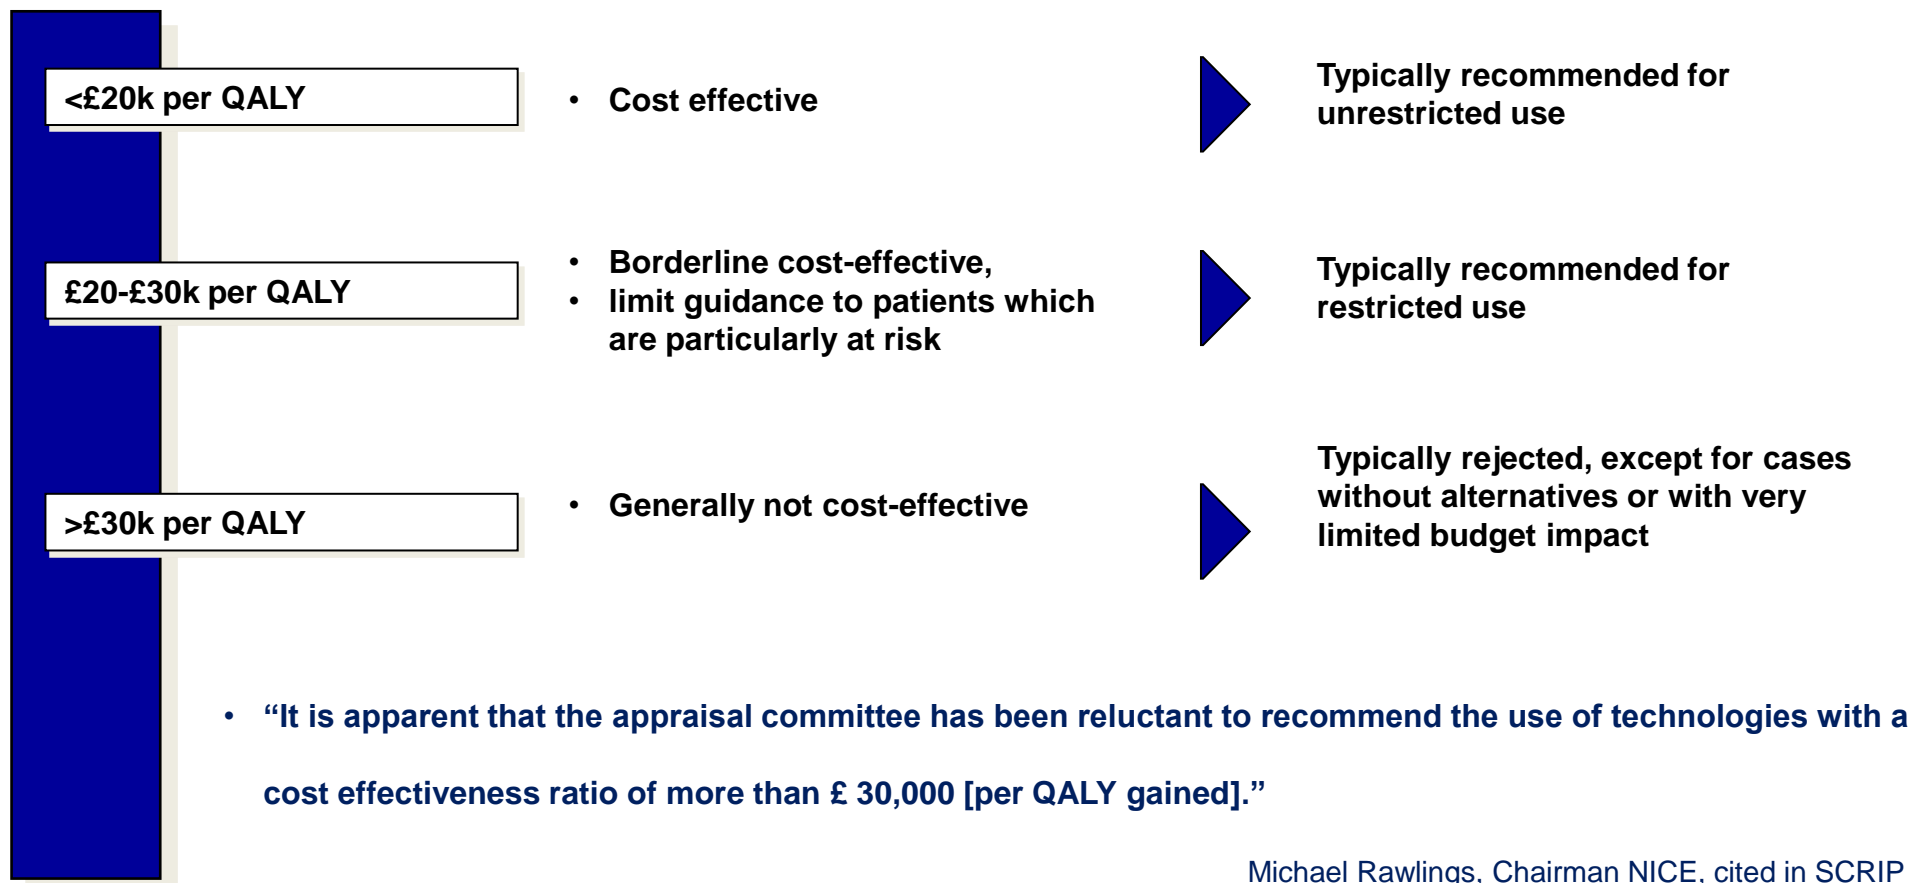 <£20k per QALY
• Cost effective
Typically recommended for
unrestricted use
£20-£30k per QALY
• Borderline cost-effective,
• limit guidance to patients which
are particularly at risk
Typically recommended for
restricted use
>£30k per QALY
• Generally not cost-effective
Typically rejected, except for cases
without alternatives or with very
limited budget impact
• “It is apparent that the appraisal committee has been reluctant to recommend the use of technologies with a
cost effectiveness ratio of more than £ 30,000 [per QALY gained].”
Michael Rawlings, Chairman NICE, cited in SCRIP